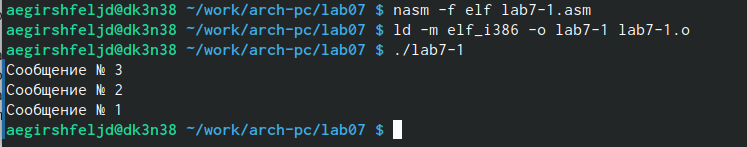 aegirshfeljd@dk3n38 ~/work/arch-pc/lab07 $ nasm -f elf lab7-1.asm
aegirshfeljd@dk3n38 ~/work/arch-pc/lab07 $ ld -m elf_i386 -o lab7-1 lab7-1.o
aegirshfeljd@dk3n38 ~/work/arch-pc/lab07 $ ./lab7-1
Сообщение № 3
Сообщение № 2
Сообщение № 1
aegirshfeljd@dk3n38 ~/work/arch-pc/lab07 $